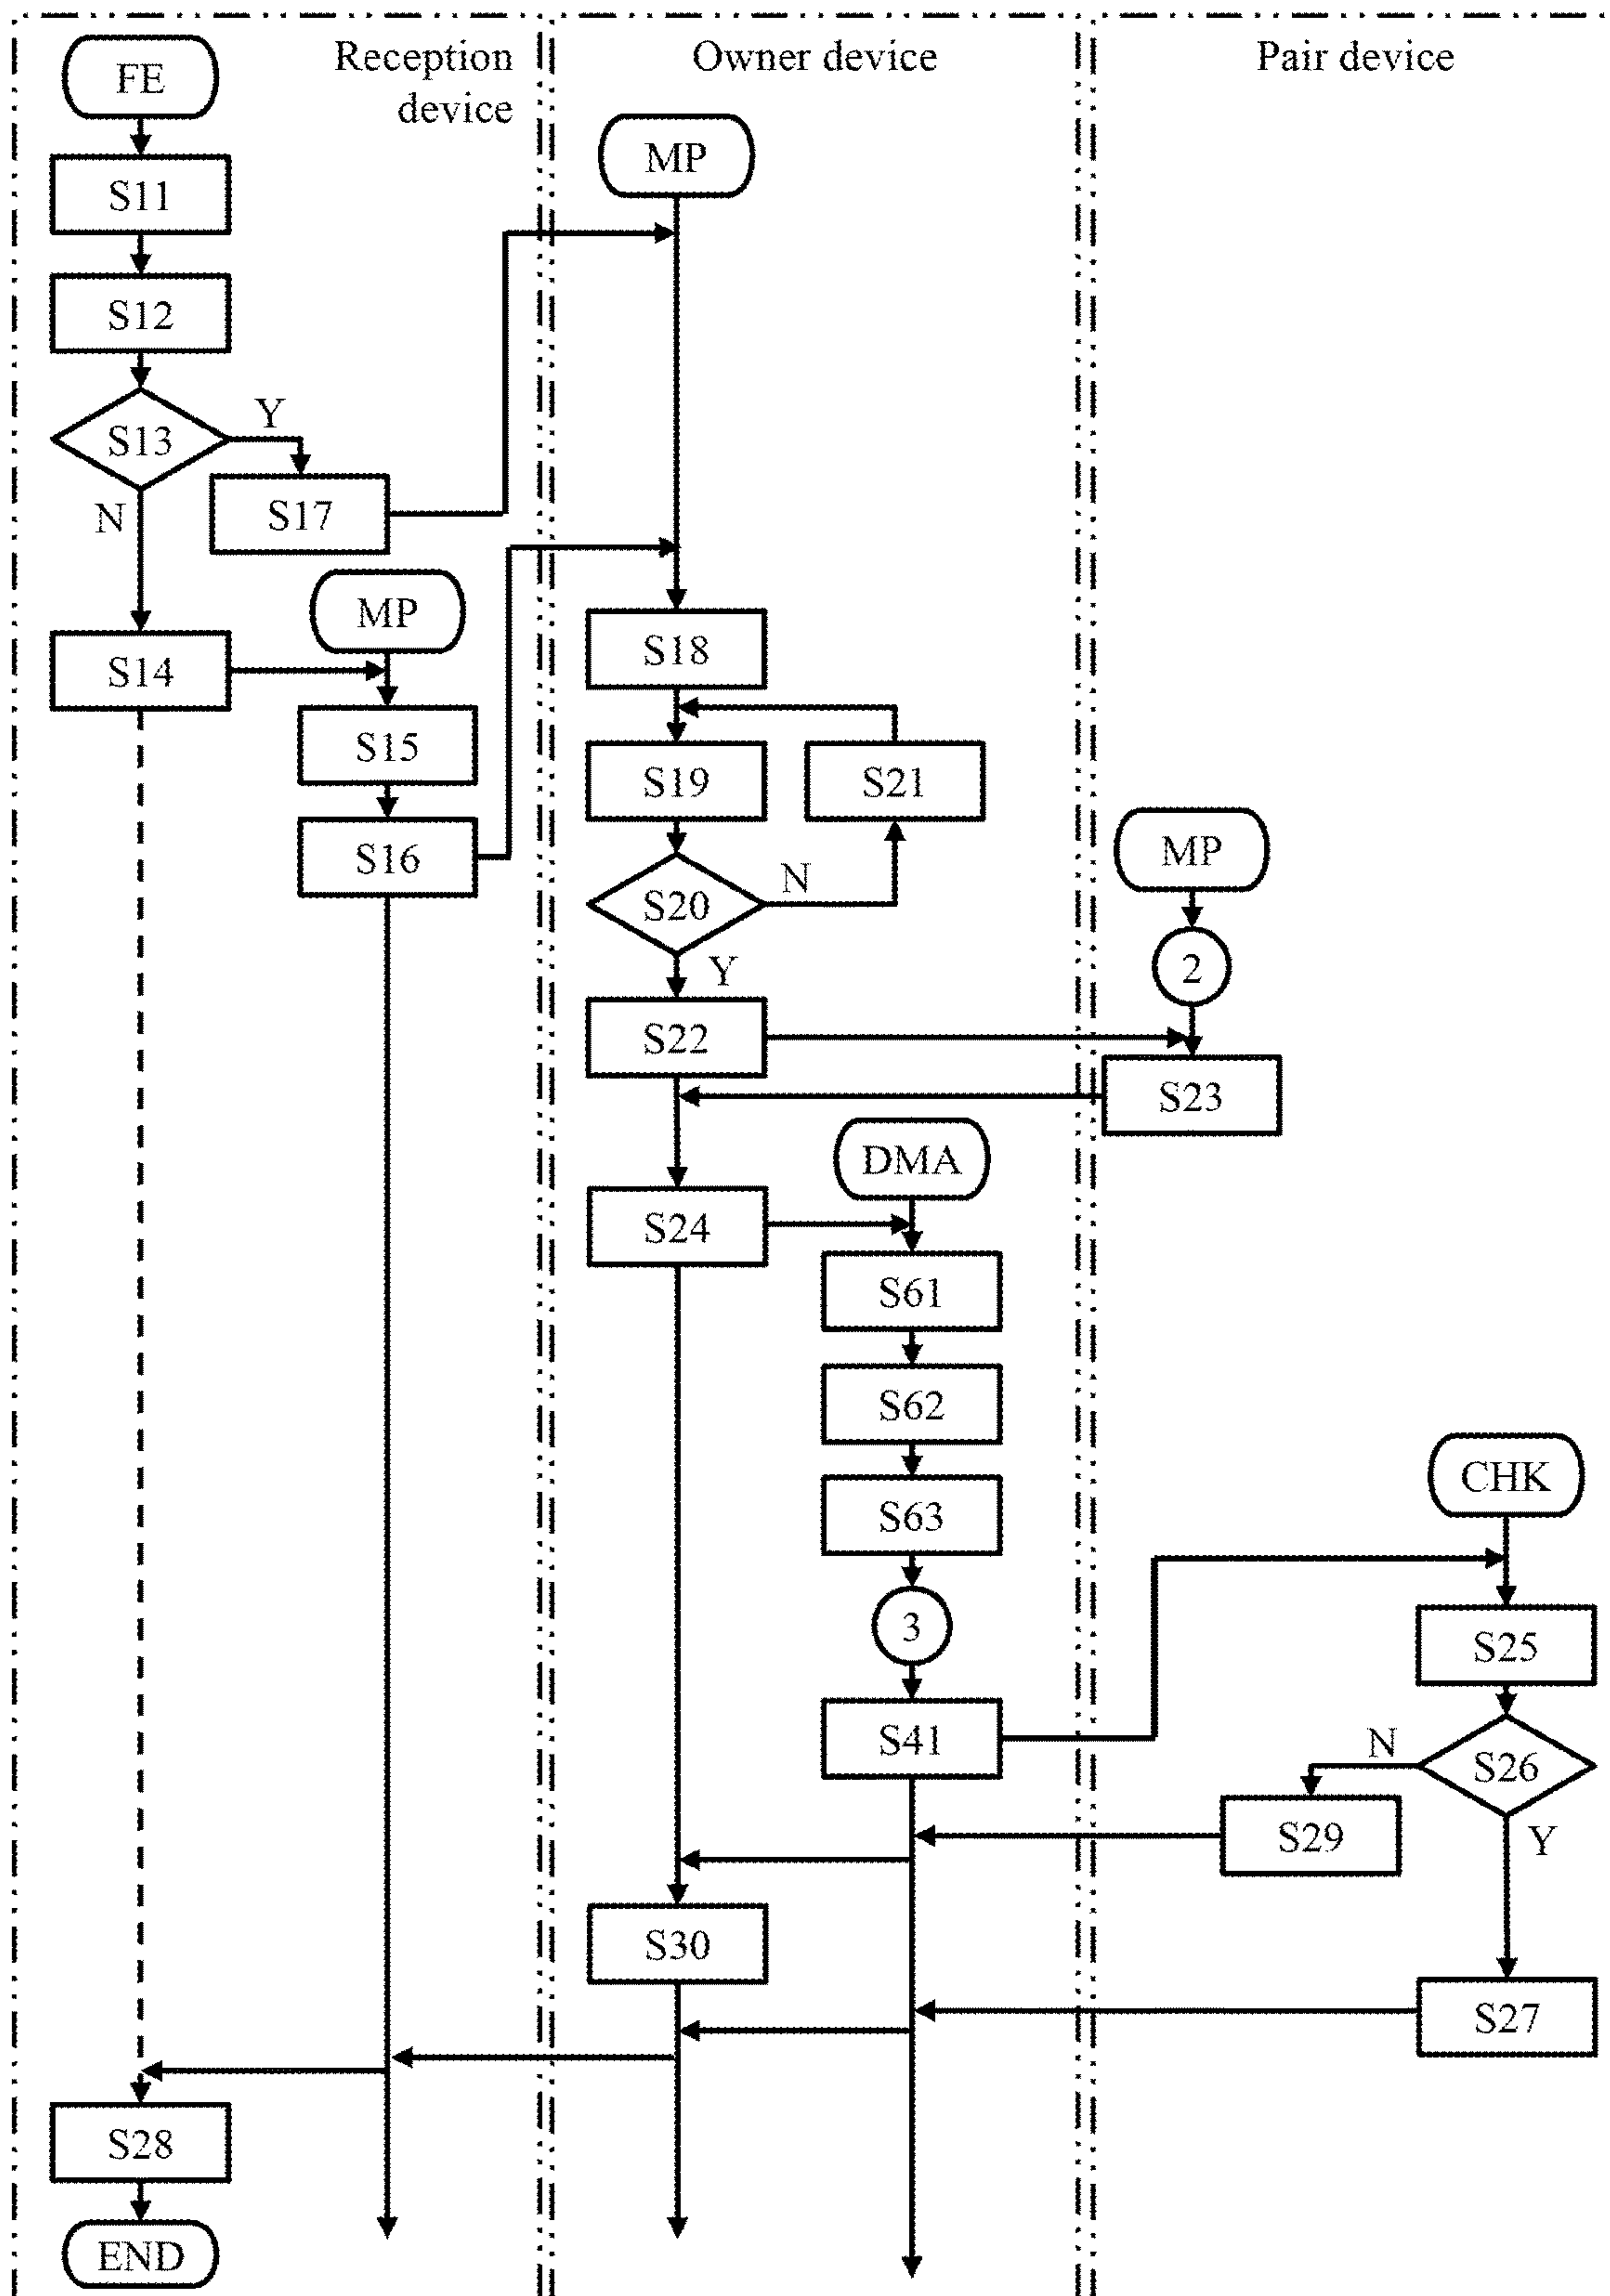 FE
Reception
device
Owner device
Pair device
MP
S11
S12
S13
Y
N
S17
MP
S14
S15
S16
S18
S19
S21
S20
N
Y
MP
2
S22
S23
DMA
S24
S61
S62
S63
3
S41
CHK
S25
S26
N
Y
S29
S30
S27
S28
END